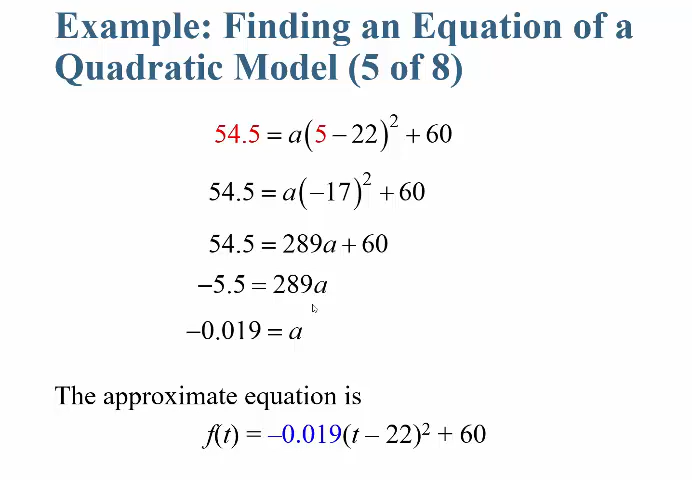 Example: Finding an Equation of a
Quadratic Model (5 of 8)
54.5 = a(5 − 22)² + 60
54.5 = a(−17)² + 60
54.5 = 289a + 60
−5.5 = 289a
−0.019 = a
The approximate equation is
f(t) = −0.019(t − 22)² + 60